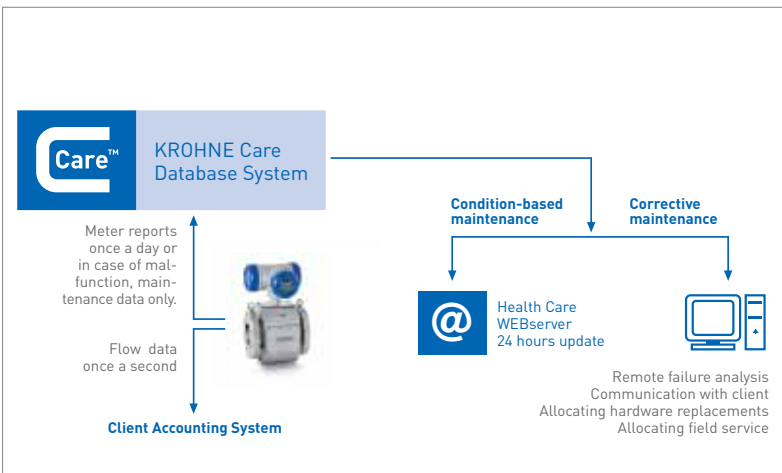 Care™
KROHNE Care
Database System
Meter reports
once a day or
in case of mal-
function, main-
tenance data only.
Flow data
once a second
Client Accounting System
Condition-based
maintenance
Corrective
maintenance
@
Health Care
WEBserver
24 hours update
Remote failure analysis
Communication with client
Allocating hardware replacements
Allocating field service